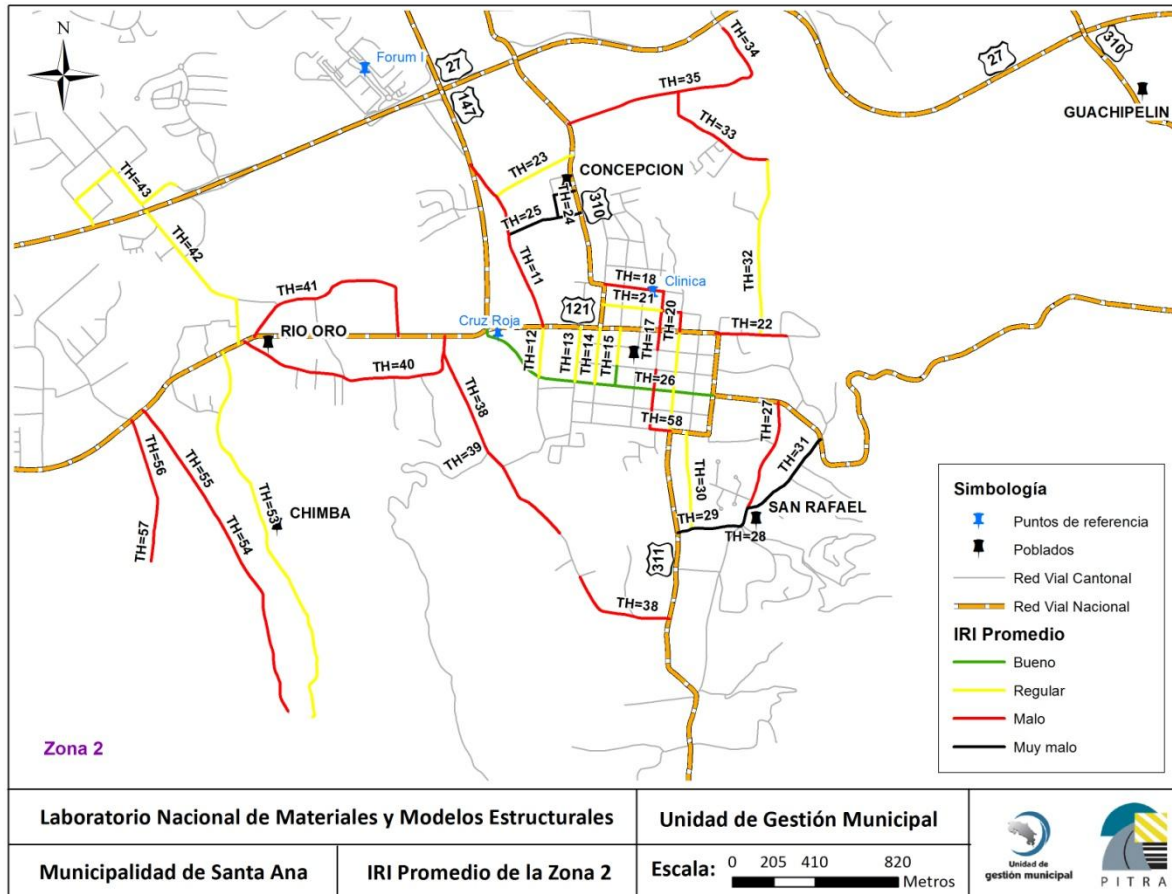 N
Forum I
27
147
TH=34
TH=35
27
310
GUACHIPELIN
TH=33
TH=23
CONCEPCION
TH=43
TH=24
310
TH=25
TH=42
TH=11
TH=32
TH=18
Clinica
TH=41
TH=21
TH=20
121
Cruz Roja
TH=17
TH=22
RIO ORO
TH=12
TH=13
TH=14
TH=15
TH=40
TH=26
TH=38
TH=58
TH=27
TH=39
TH=31
TH=56
TH=55
TH=30
TH=53
CHIMBA
TH=29
SAN RAFAEL
TH=57
TH=54
TH=28
311
TH=38
Simbología
Puntos de referencia
Poblados
Red Vial Cantonal
Red Vial Nacional
IRI Promedio
Bueno
Regular
Malo
Muy malo
Zona 2
Laboratorio Nacional de Materiales y Modelos Estructurales
Unidad de Gestión Municipal
Municipalidad de Santa Ana
IRI Promedio de la Zona 2
Escala: 0 205 410 820
Metros
Unidad de
gestión municipal
PITRA